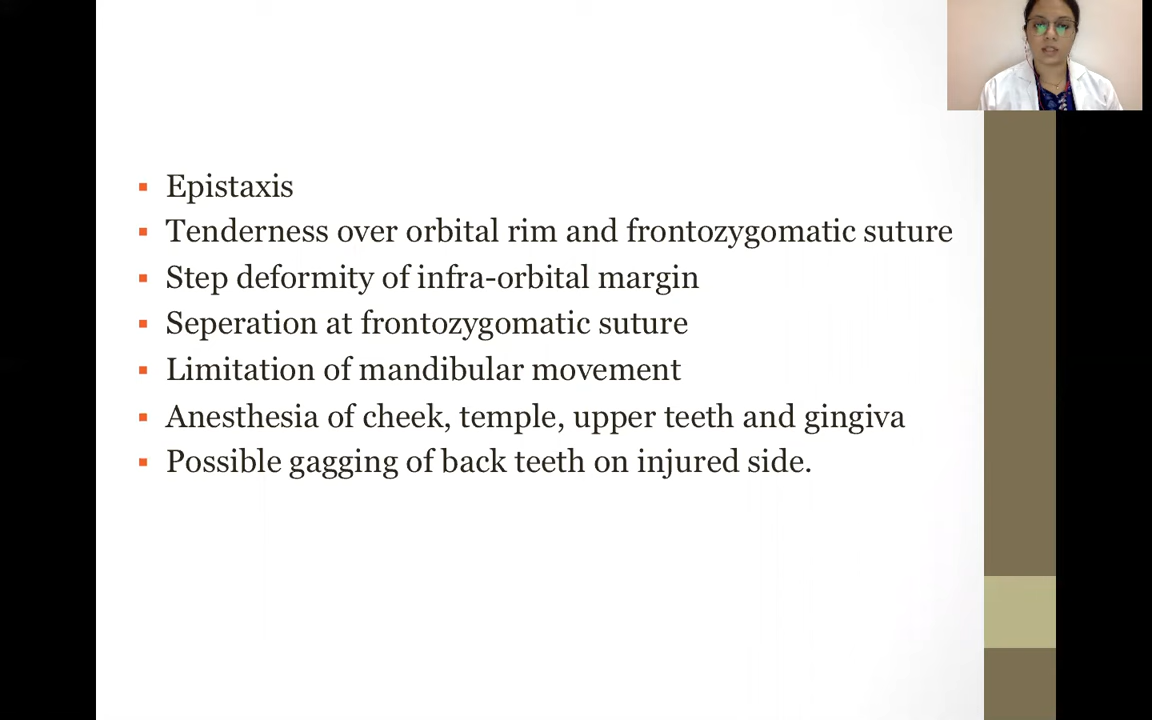 Epistaxis
Tenderness over orbital rim and frontozygomatic suture
Step deformity of infra-orbital margin
Seperation at frontozygomatic suture
Limitation of mandibular movement
Anesthesia of cheek, temple, upper teeth and gingiva
Possible gagging of back teeth on injured side.